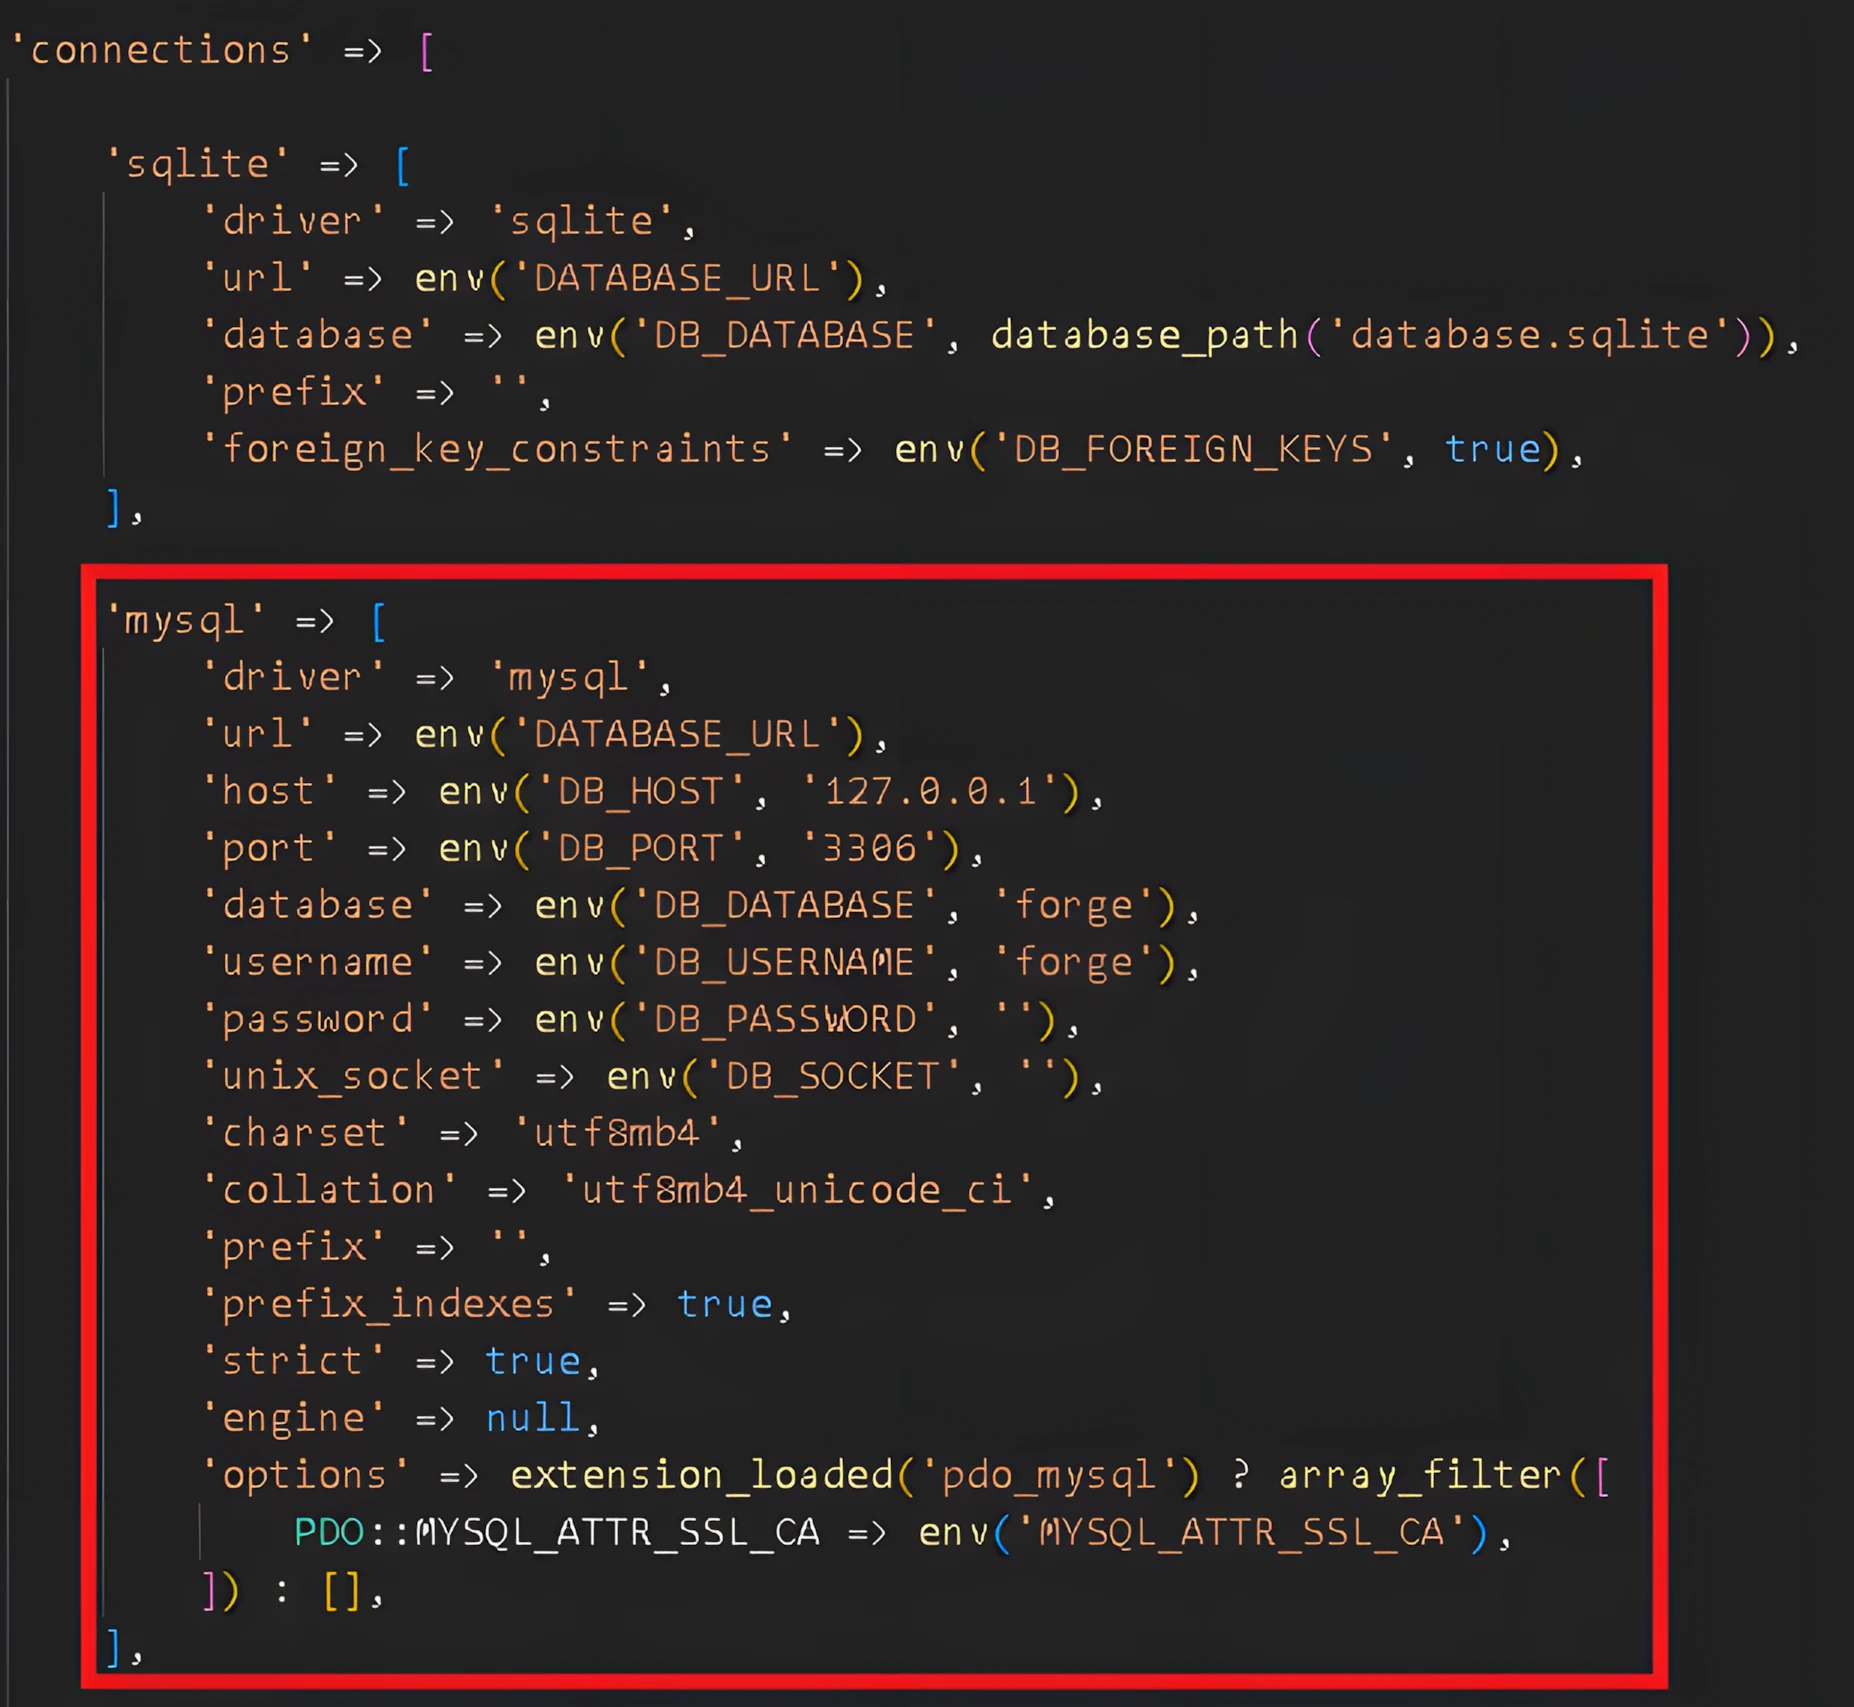 'connections' => [
'sqlite' => [
'driver' => 'sqlite',
'url' => env('DATABASE_URL'),
'database' => env('DB_DATABASE', database_path('database.sqlite')),
'prefix' => '',
'foreign_key_constraints' => env('DB_FOREIGN_KEYS', true),
],
'mysql' => [
'driver' => 'mysql',
'url' => env('DATABASE_URL'),
'host' => env('DB_HOST', '127.0.0.1'),
'port' => env('DB_PORT', '3306'),
'database' => env('DB_DATABASE', 'forge'),
'username' => env('DB_USERNAME', 'forge'),
'password' => env('DB_PASSWORD', ''),
'unix_socket' => env('DB_SOCKET', ''),
'charset' => 'utf8mb4',
'collation' => 'utf8mb4_unicode_ci',
'prefix' => '',
'prefix_indexes' => true,
'strict' => true,
'engine' => null,
'options' => extension_loaded('pdo_mysql') ? array_filter([
PDO::MYSQL_ATTR_SSL_CA => env('MYSQL_ATTR_SSL_CA'),
]) : [],
],